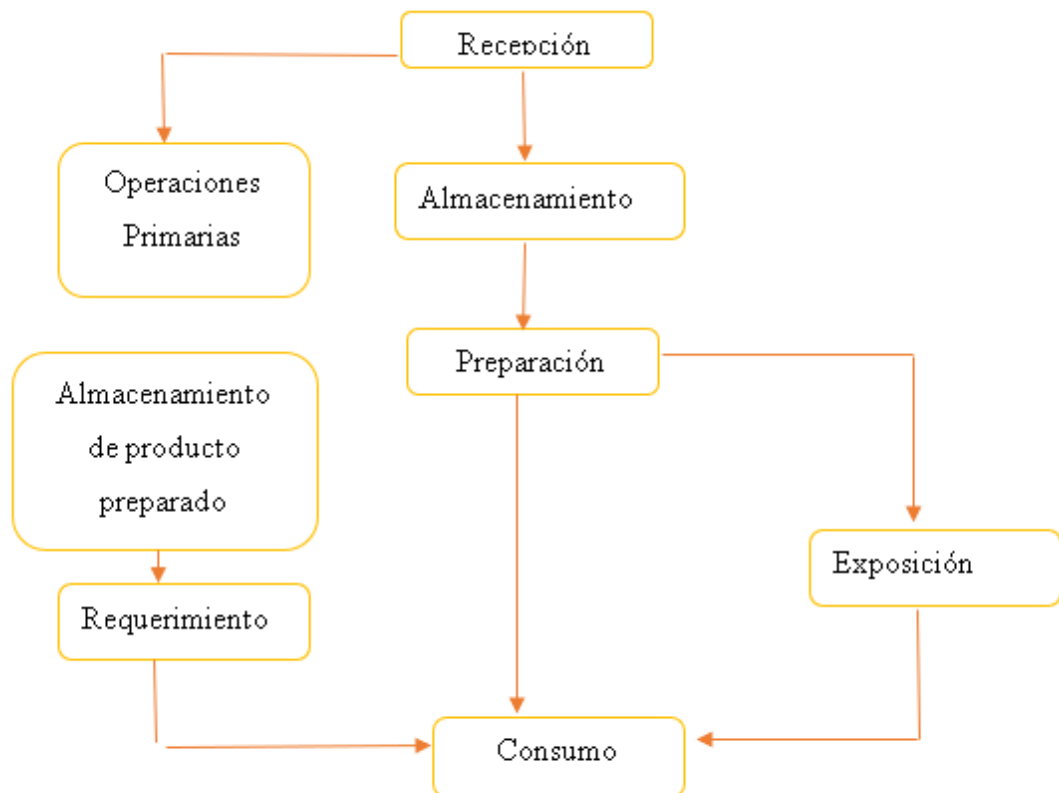 Recepción
Operaciones
Primarias
Almacenamiento
Preparación
Almacenamiento
de producto
preparado
Exposición
Requerimiento
Consumo